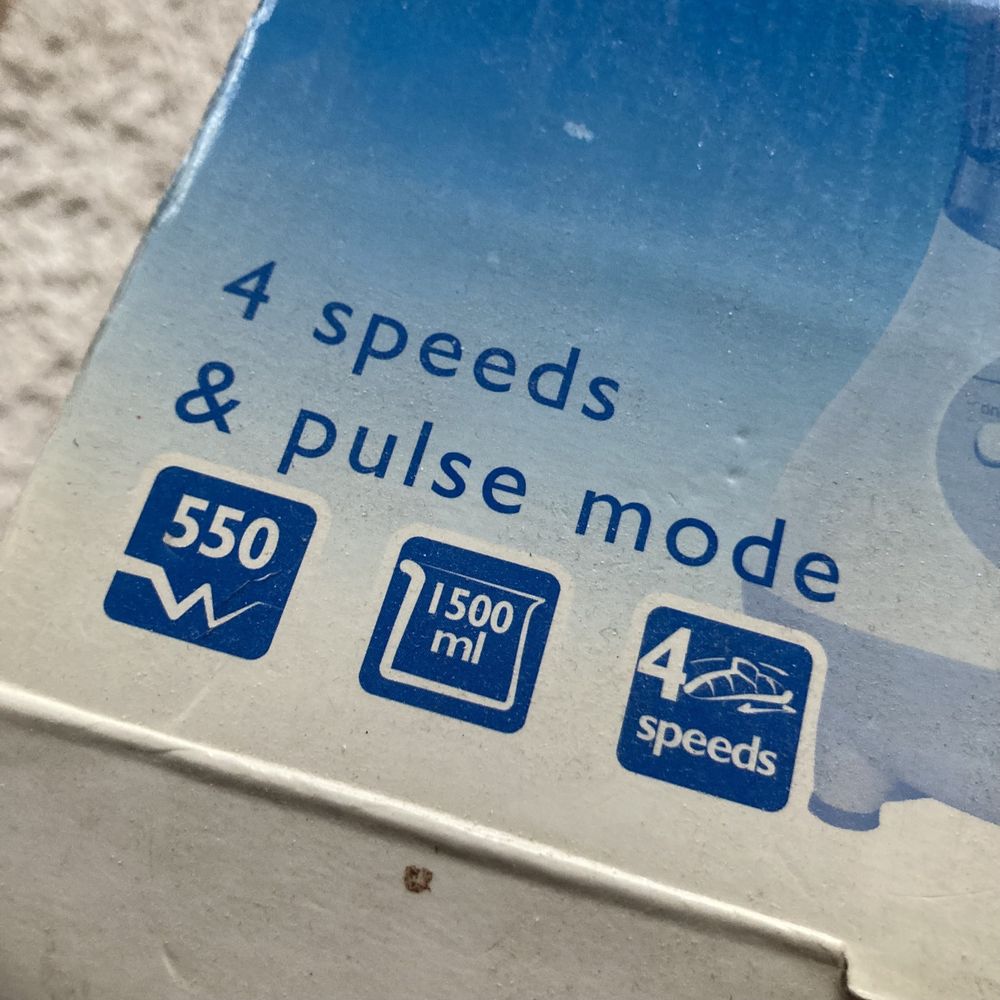 4 speeds
& pulse mode
550
W
1500
ml
4
speeds